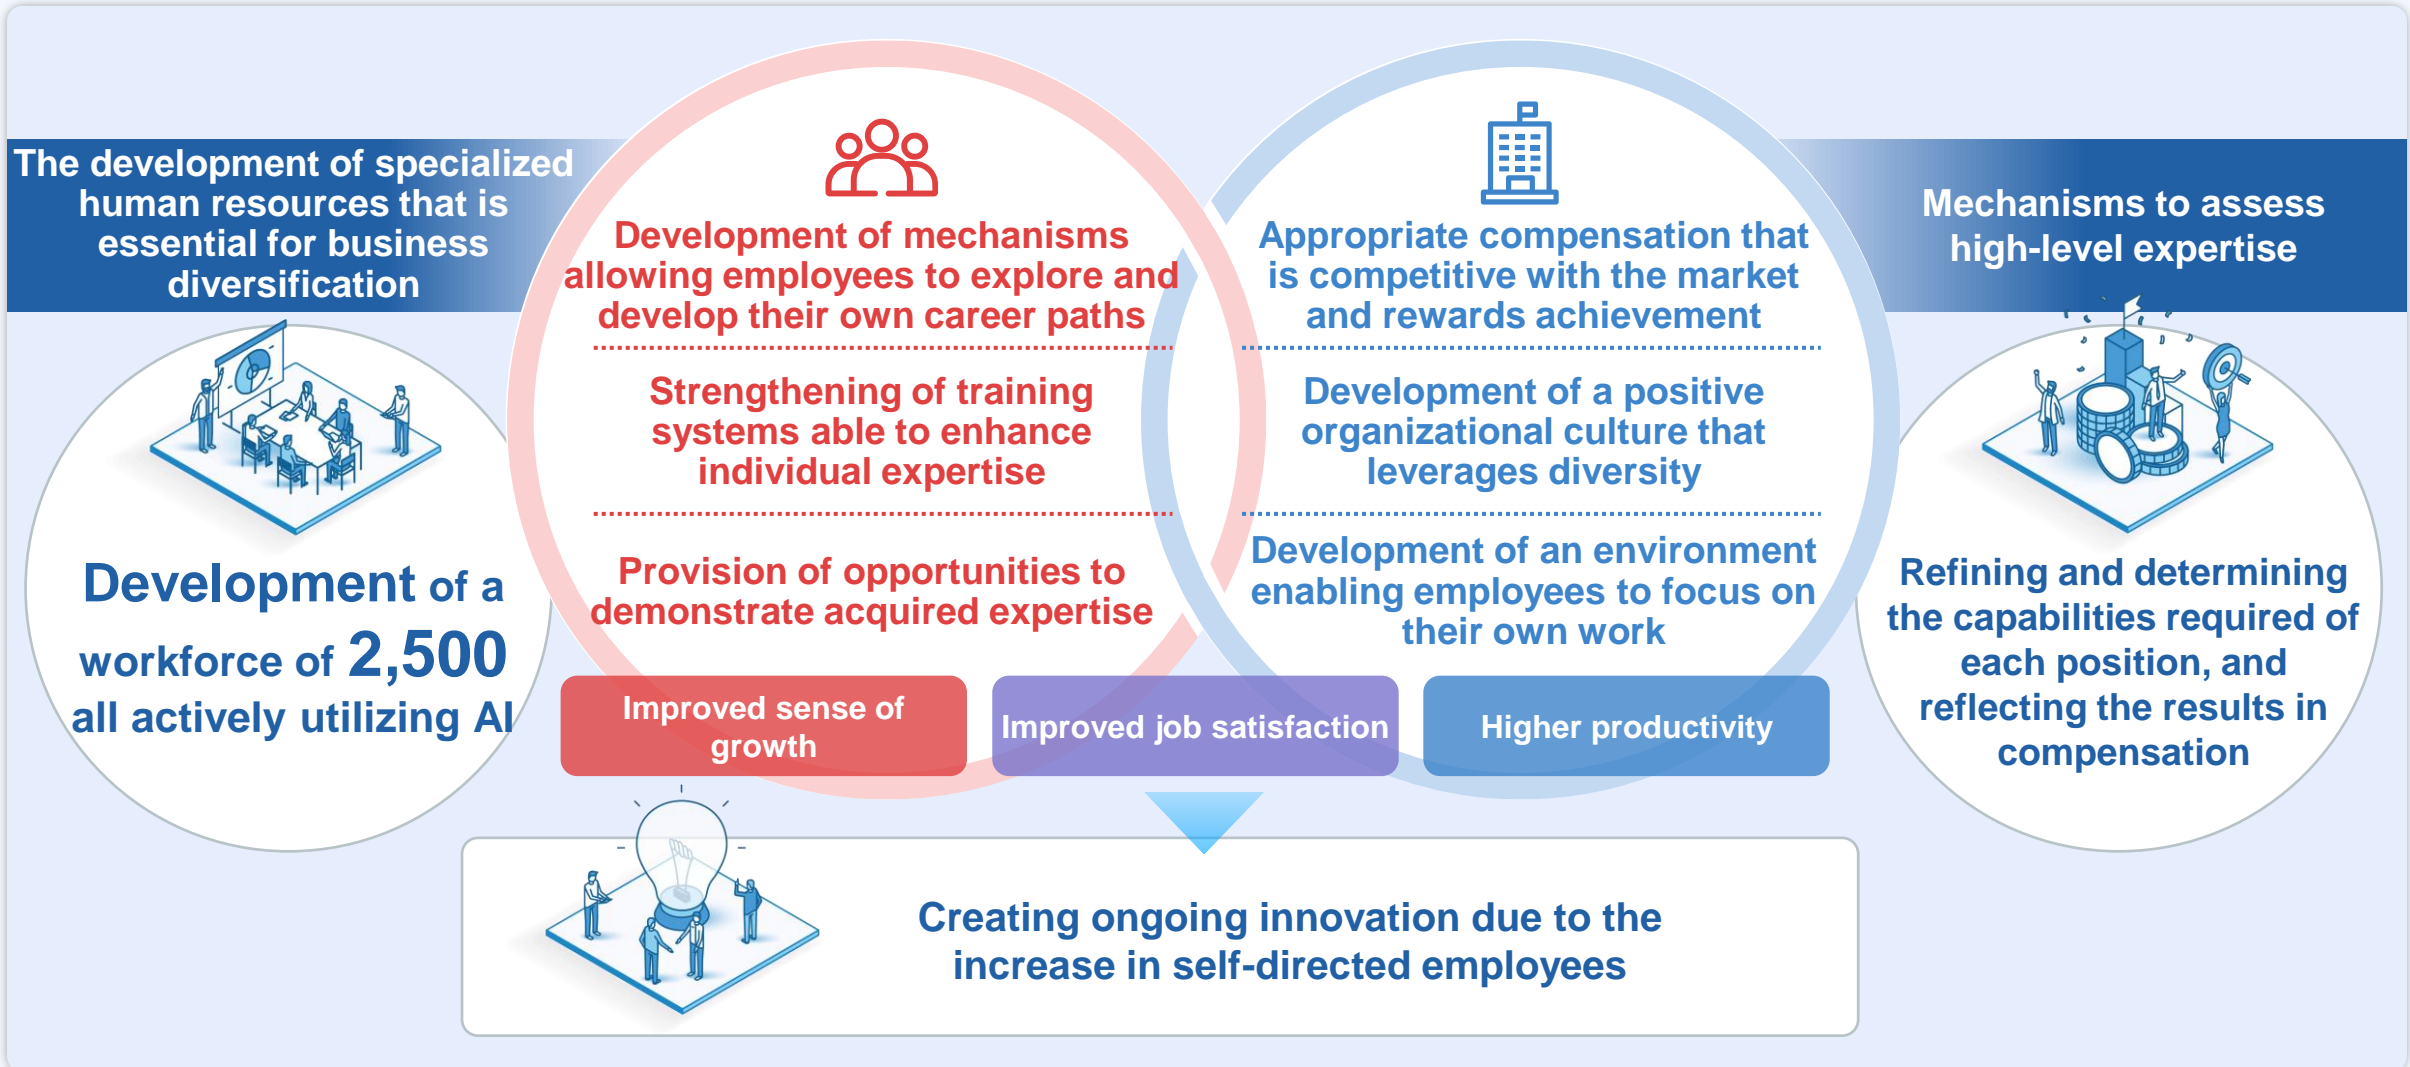 The development of specialized
human resources that is
essential for business
diversification
Development of a
workforce of 2,500
all actively utilizing AI
Development of mechanisms
allowing employees to explore and
develop their own career paths
Strengthening of training
systems able to enhance
individual expertise
Provision of opportunities to
demonstrate acquired expertise
Appropriate compensation that
is competitive with the market
and rewards achievement
Development of a positive
organizational culture that
leverages diversity
Development of an environment
enabling employees to focus on
their own work
Mechanisms to assess
high-level expertise
Refining and determining
the capabilities required of
each position, and
reflecting the results in
compensation
Improved sense of
growth
Improved job satisfaction
Higher productivity
Creating ongoing innovation due to the
increase in self-directed employees